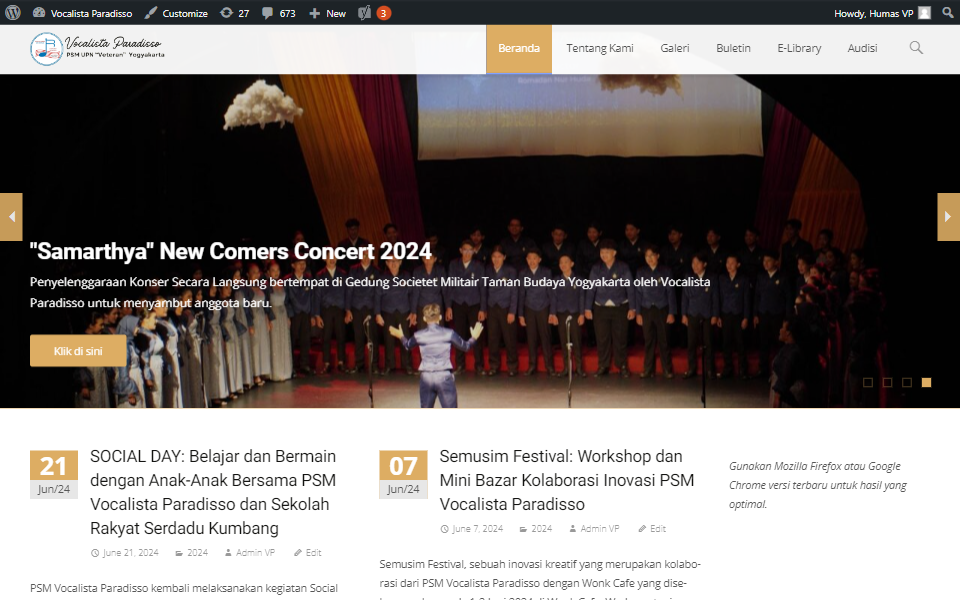 Vocalista Paradisso Customize 27 673 New 3 Howdy, Humas VP
Vocalista Paradisso
PSM UPN "Veteran" Yogyakarta
Beranda Tentang Kami Galeri Buletin E-Library Audisi
"Samarthya" New Comers Concert 2024
Penyelenggaraan Konser Secara Langsung bertempat di Gedung Societet Militair Taman Budaya Yogyakarta oleh Vocalista
Paradisso untuk menyambut anggota baru.
Klik di sini
21
Jun/24
SOCIAL DAY: Belajar dan Bermain
dengan Anak-Anak Bersama PSM
Vocalista Paradisso dan Sekolah
Rakyat Serdadu Kumbang
June 21, 2024 2024 Admin VP Edit
PSM Vocalista Paradisso kembali melaksanakan kegiatan Social
07
Jun/24
Semusim Festival: Workshop dan
Mini Bazar Kolaborasi Inovasi PSM
Vocalista Paradisso
June 7, 2024 2024 Admin VP Edit
Semusim Festival, sebuah inovasi kreatif yang merupakan kolabo-
rasi dari PSM Vocalista Paradisso dengan Wonk Cafe yang dise-
Gunakan Mozilla Firefox atau Google
Chrome versi terbaru untuk hasil yang
optimal.